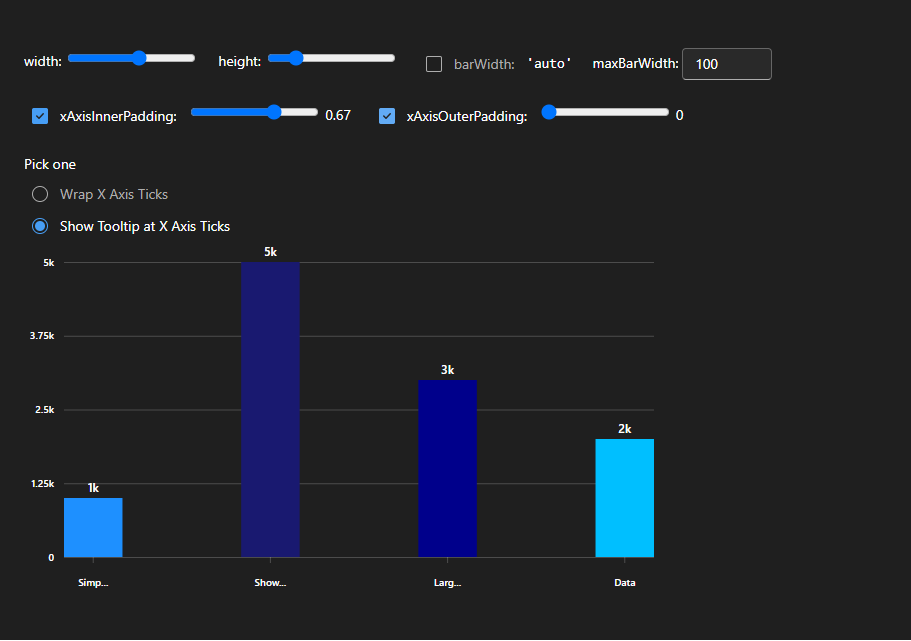 width: height: barWidth: 'auto' maxBarWidth: 100
xAxisInnerPadding: 0.67 xAxisOuterPadding: 0
Pick one
Wrap X Axis Ticks
Show Tooltip at X Axis Ticks
5k
5k
3.75k
3k
2.5k
2k
1.25k
1k
0
Simp... Show... Larg... Data